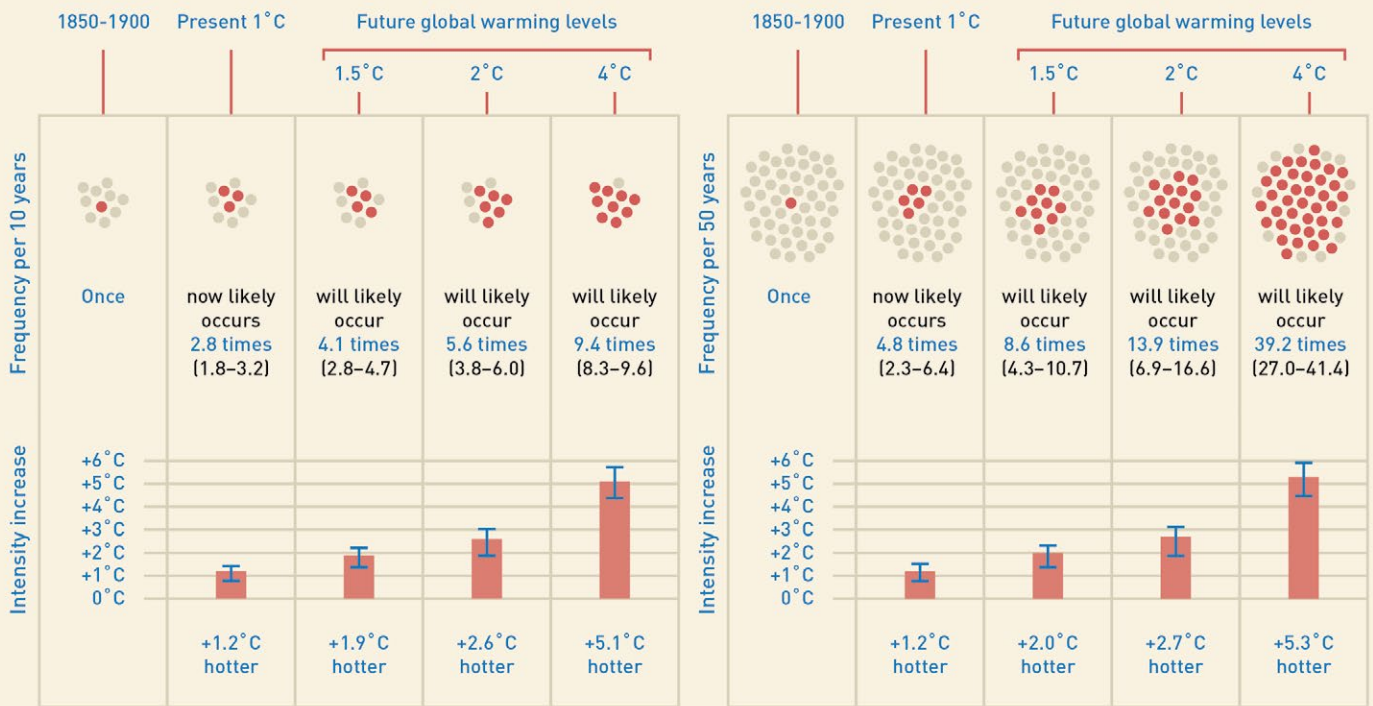 1850-1900
Present 1˚C
Future global warming levels
1.5˚C
2˚C
4˚C
Frequency per 10 years
Once
now likely
occurs
2.8 times
(1.8–3.2)
will likely
occur
4.1 times
(2.8–4.7)
will likely
occur
5.6 times
(3.8–6.0)
will likely
occur
9.4 times
(8.3–9.6)
Intensity increase
+6˚C
+5˚C
+4˚C
+3˚C
+2˚C
+1˚C
0˚C
+1.2˚C
hotter
+1.9˚C
hotter
+2.6˚C
hotter
+5.1˚C
hotter
1850-1900
Present 1˚C
Future global warming levels
1.5˚C
2˚C
4˚C
Frequency per 50 years
Once
now likely
occurs
4.8 times
(2.3–6.4)
will likely
occur
8.6 times
(4.3–10.7)
will likely
occur
13.9 times
(6.9–16.6)
will likely
occur
39.2 times
(27.0–41.4)
Intensity increase
+6˚C
+5˚C
+4˚C
+3˚C
+2˚C
+1˚C
0˚C
+1.2˚C
hotter
+2.0˚C
hotter
+2.7˚C
hotter
+5.3˚C
hotter